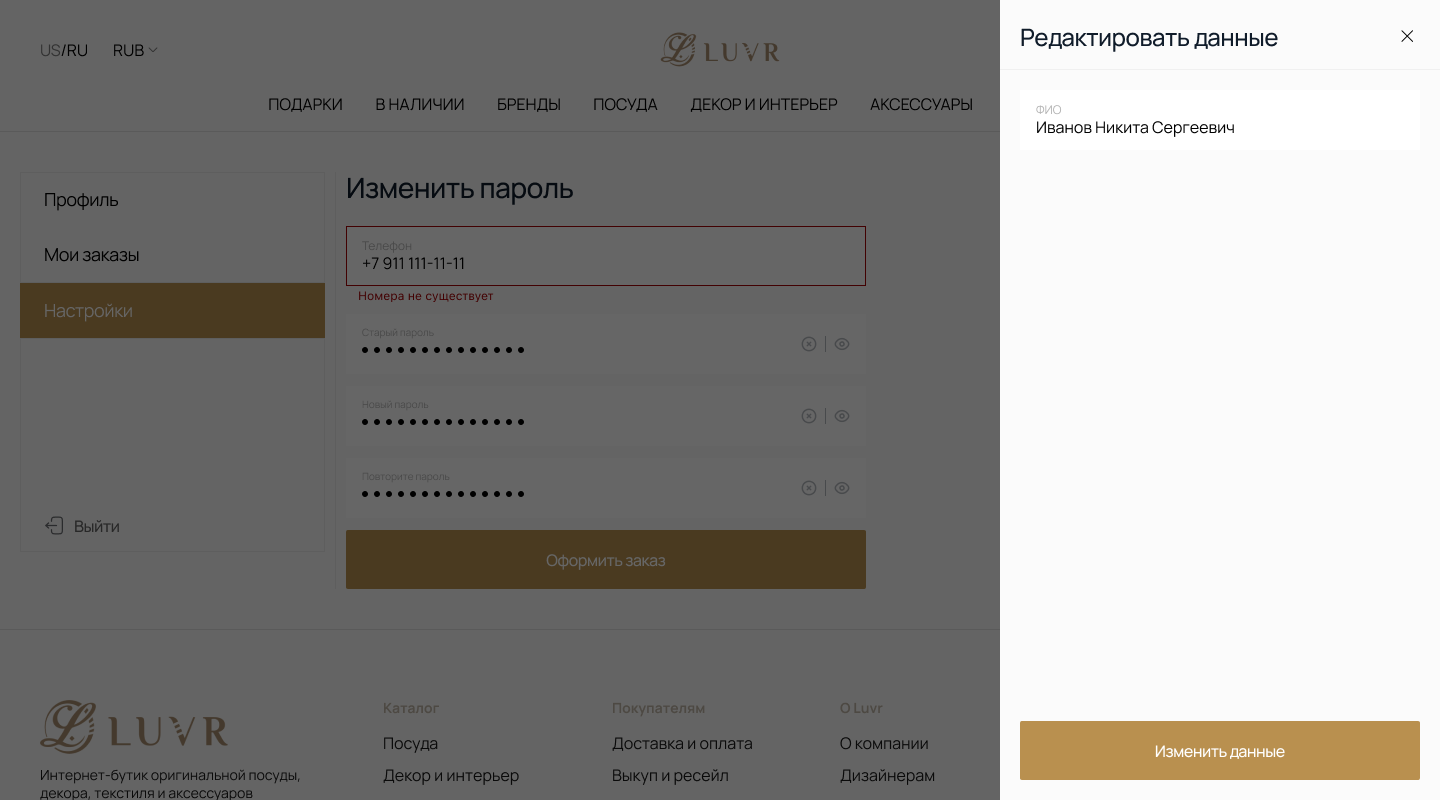 US/RU RUB
LUVR
ПОДАРКИ В НАЛИЧИИ БРЕНДЫ ПОСУДА ДЕКОР И ИНТЕРЬЕР АКСЕССУАРЫ
Профиль
Мои заказы
Настройки
Выйти
Изменить пароль
Телефон
+7 911 111-11-11
Номера не существует
Старый пароль
Новый пароль
Повторите пароль
Оформить заказ
LUVR
Интернет-бутик оригинальной посуды,
декора, текстиля и аксессуаров
Каталог
Посуда
Декор и интерьер
Покупателям
Доставка и оплата
Выкуп и ресейл
О Luvr
О компании
Дизайнерам
Редактировать данные
ФИО
Иванов Никита Сергеевич
Изменить данные